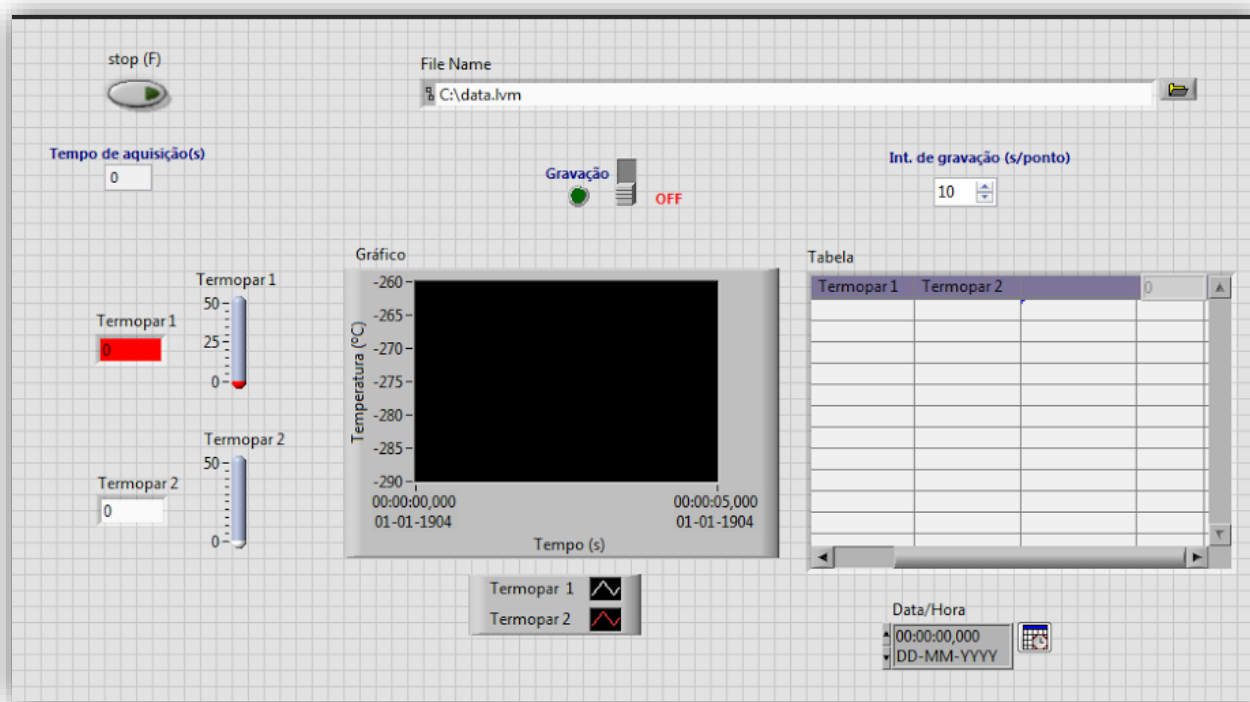 stop (F)
File Name
C:\data.lvm
Tempo de aquisição(s)
0
Gravação
OFF
Int. de gravação (s/ponto)
10
Termopar 1
50
25
0
Termopar 1
0
Termopar 2
50
0
Termopar 2
0
Gráfico
Temperatura (ºC)
-260
-265
-270
-275
-280
-285
-290
00:00:00,000
01-01-1904
00:00:05,000
01-01-1904
Tempo (s)
Termopar 1
Termopar 2
Tabela
Termopar 1 Termopar 2 0
Data/Hora
00:00:00,000
DD-MM-YYYY